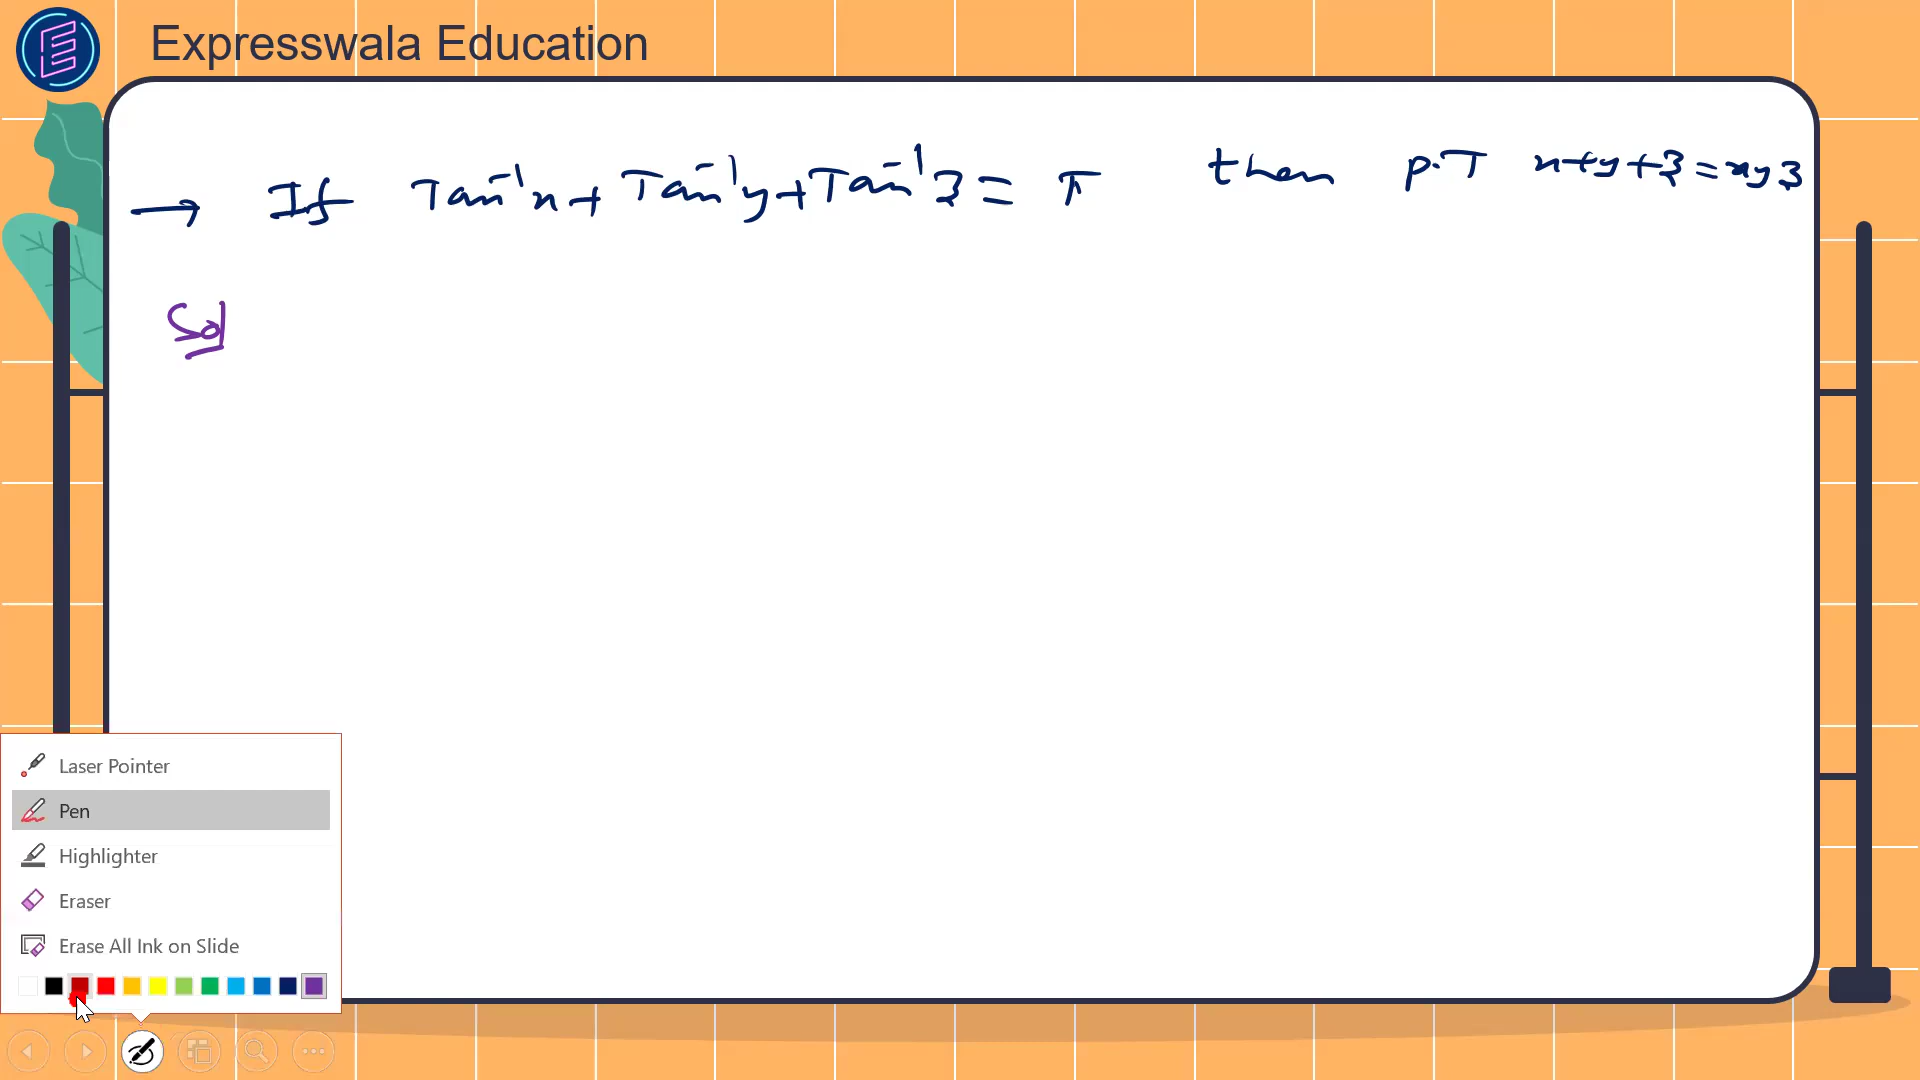 Expresswala Education
→ If Tan⁻¹x + Tan⁻¹y + Tan⁻¹z = π then P.T x+y+z = xyz
Sol
Laser Pointer
Pen
Highlighter
Eraser
Erase All Ink on Slide